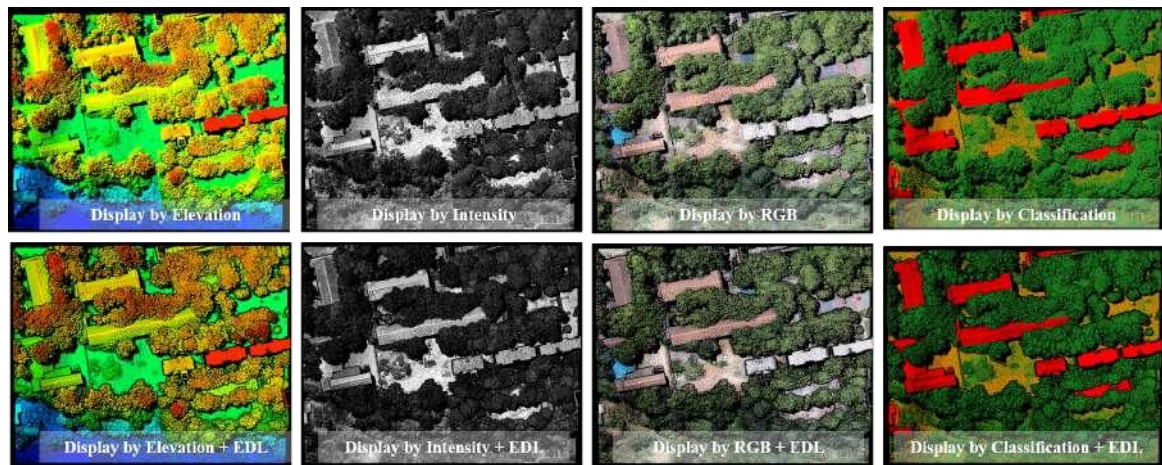 Display by Elevation
Display by Intensity
Display by RGB
Display by Classification
Display by Elevation + EDL
Display by Intensity + EDL
Display by RGB + EDL
Display by Classification + EDL